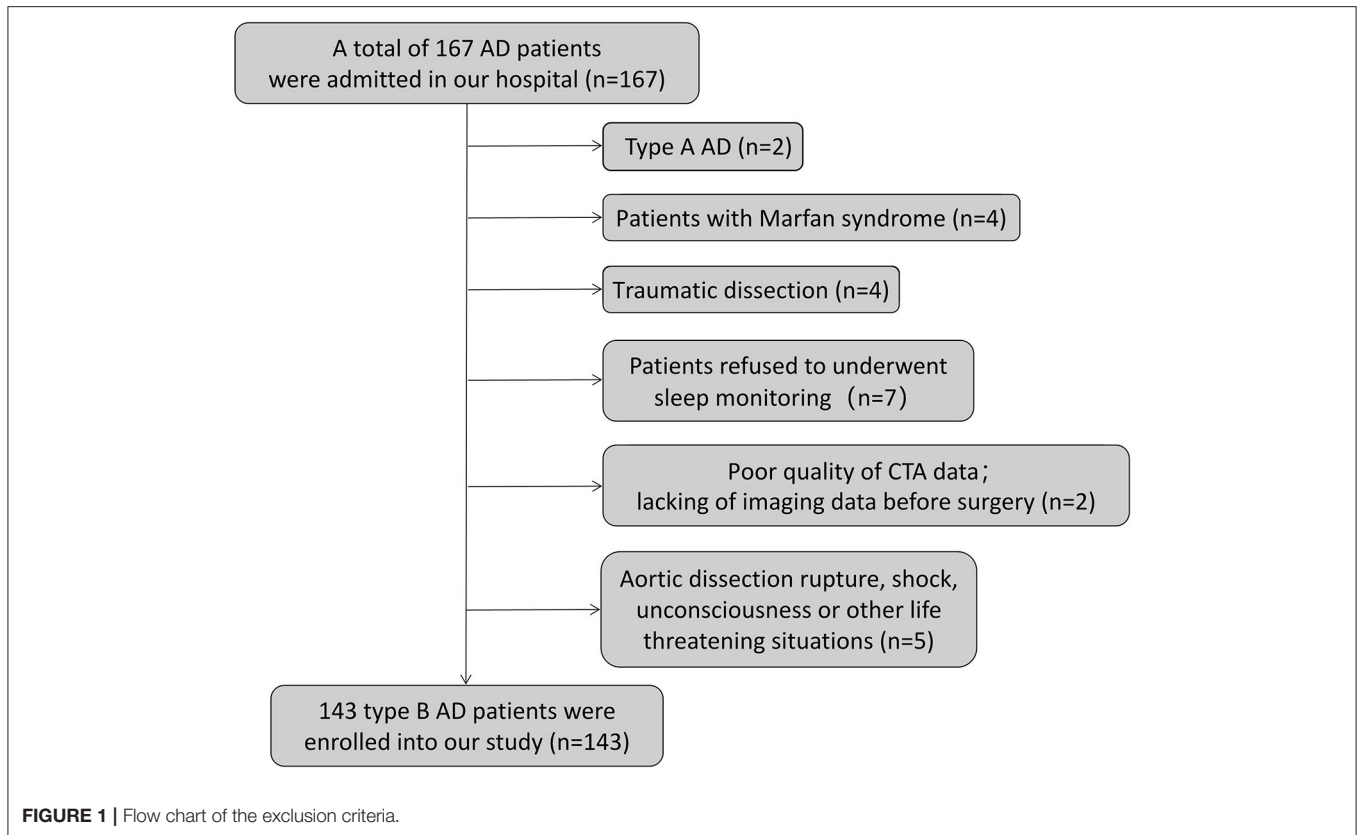 A total of 167 AD patients
were admitted in our hospital (n=167)
Type A AD (n=2)
Patients with Marfan syndrome (n=4)
Traumatic dissection (n=4)
Patients refused to underwent
sleep monitoring （n=7）
Poor quality of CTA data；
lacking of imaging data before surgery (n=2)
Aortic dissection rupture, shock,
unconsciousness or other life
threatening situations (n=5)
143 type B AD patients were
enrolled into our study (n=143)
FIGURE 1 | Flow chart of the exclusion criteria.